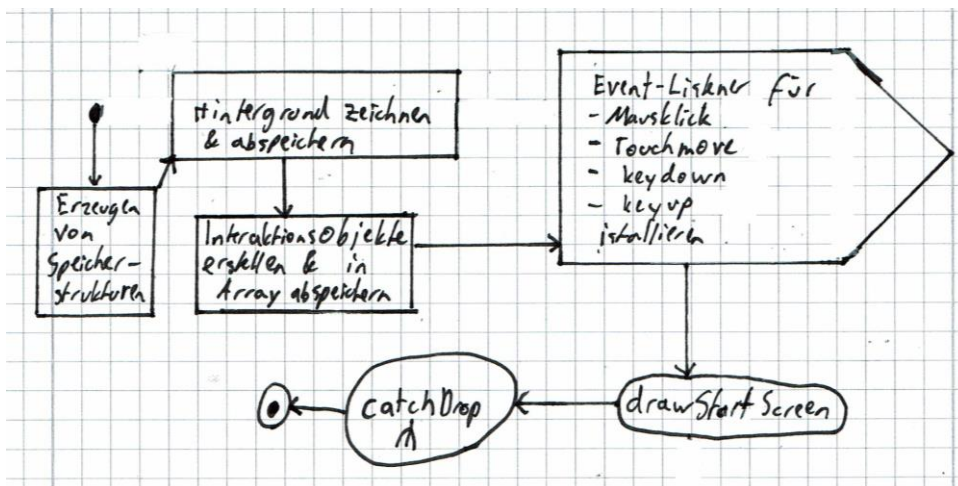 Erzeugen
von
Speicher-
strukturen
Hintergrund zeichnen
& abspeichern
InteraktionsObjekte
erstellen & in
Array abspeichern
Event-Liskner für
- Mausklick
- Touchmove
- keydown
- keyup
istallieren
drawStartScreen
catchDrop